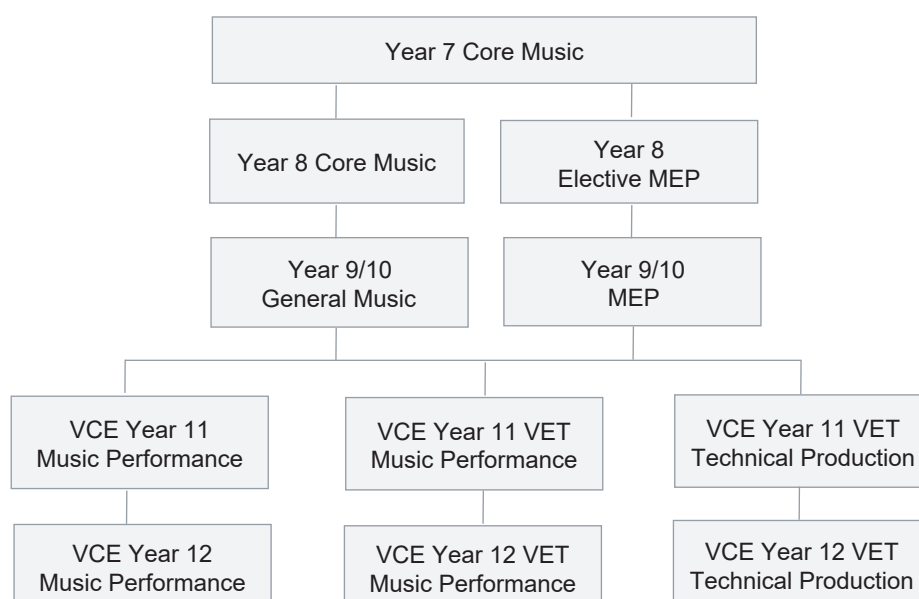 Year 7 Core Music
Year 8 Core Music
Year 8
Elective MEP
Year 9/10
General Music
Year 9/10
MEP
VCE Year 11
Music Performance
VCE Year 11 VET
Music Performance
VCE Year 11 VET
Technical Production
VCE Year 12
Music Performance
VCE Year 12 VET
Music Performance
VCE Year 12 VET
Technical Production